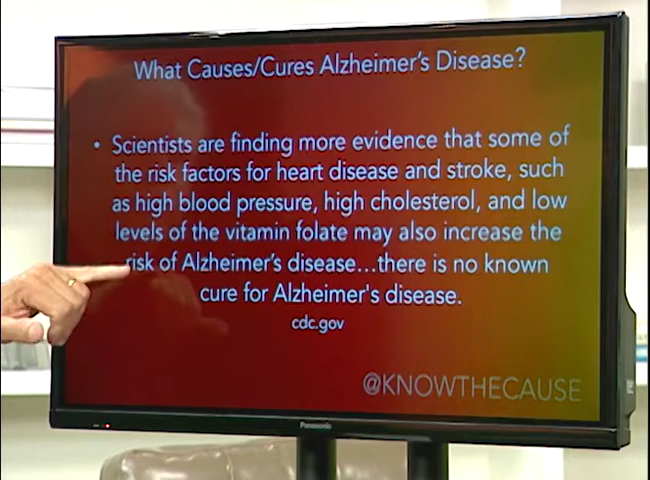 What Causes/Cures Alzheimer's Disease?
• Scientists are finding more evidence that some of
the risk factors for heart disease and stroke, such
as high blood pressure, high cholesterol, and low
levels of the vitamin folate may also increase the
risk of Alzheimer's disease...there is no known
cure for Alzheimer's disease.
cdc.gov
@KNOWTHECAUSE
Panasonic